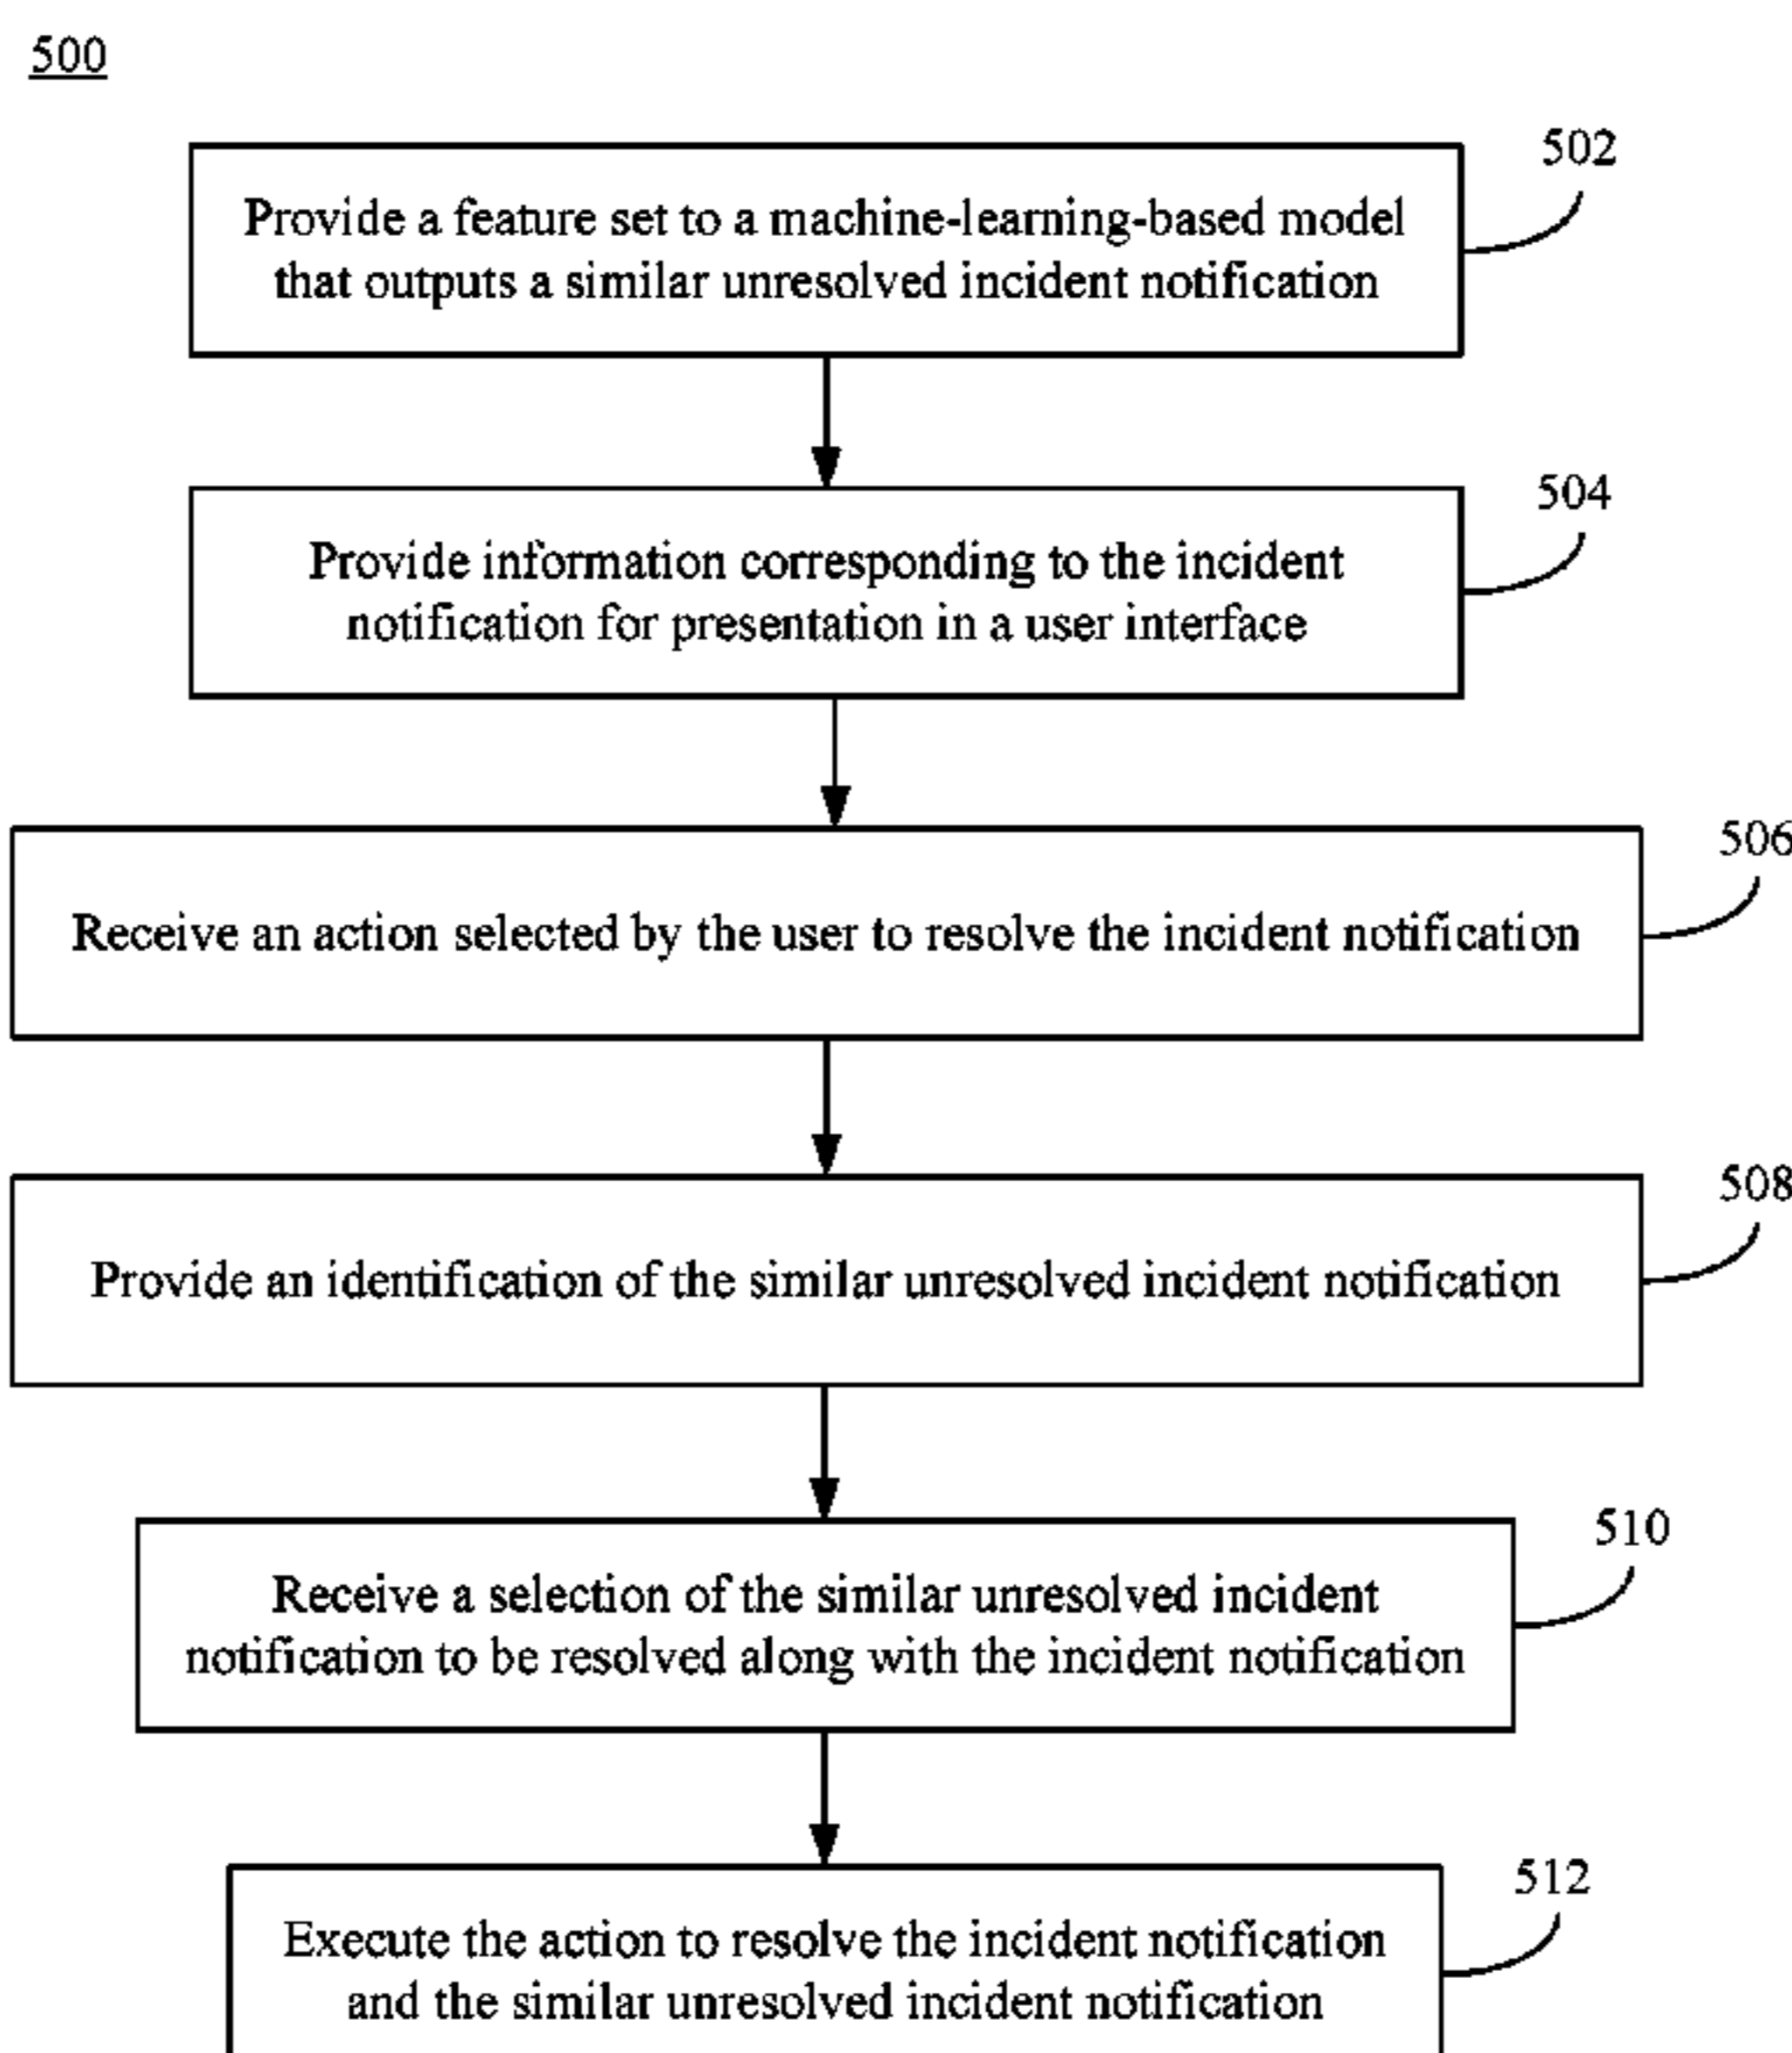 500
502
Provide a feature set to a machine-learning-based model
that outputs a similar unresolved incident notification
504
Provide information corresponding to the incident
notification for presentation in a user interface
506
Receive an action selected by the user to resolve the incident notification
508
Provide an identification of the similar unresolved incident notification
510
Receive a selection of the similar unresolved incident
notification to be resolved along with the incident notification
512
Execute the action to resolve the incident notification
and the similar unresolved incident notification